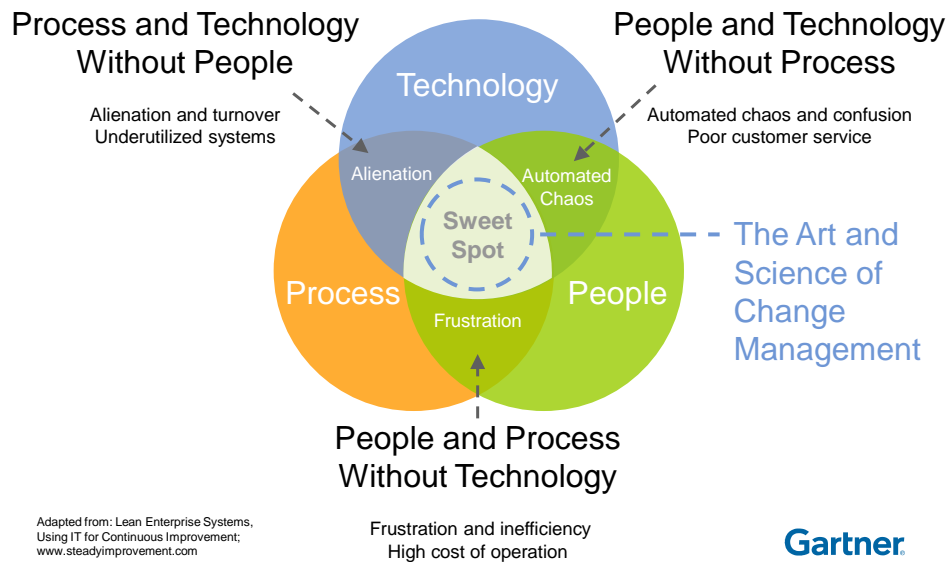 Process and Technology
Without People
Alienation and turnover
Underutilized systems
People and Technology
Without Process
Automated chaos and confusion
Poor customer service
Technology
Alienation
Automated
Chaos
Sweet
Spot
The Art and
Science of
Change
Management
Process
People
Frustration
People and Process
Without Technology
Frustration and inefficiency
High cost of operation
Adapted from: Lean Enterprise Systems,
Using IT for Continuous Improvement;
www.steadyimprovement.com
Gartner®